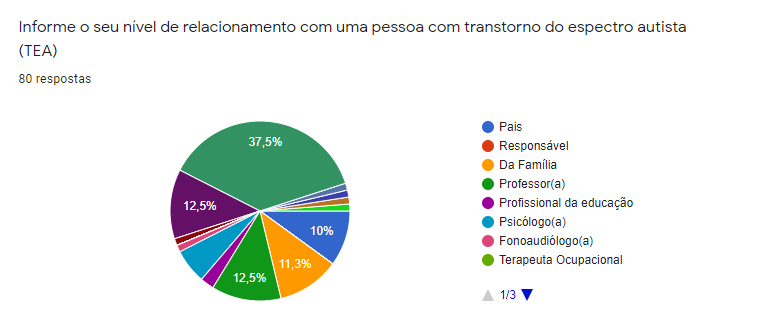 Informe o seu nível de relacionamento com uma pessoa com transtorno do espectro autista
(TEA)
80 respostas
37,5%
12,5%
10%
11,3%
12,5%
Pais
Responsável
Da Família
Professor(a)
Profissional da educação
Psicólogo(a)
Fonoaudiólogo(a)
Terapeuta Ocupacional
1/3